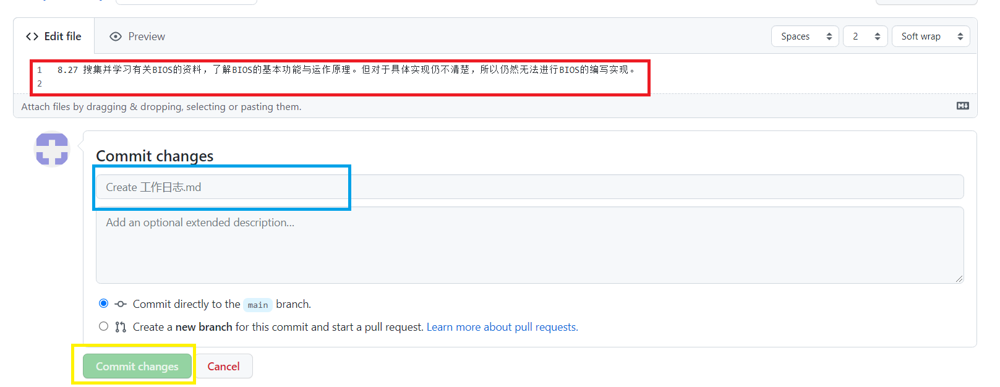 Edit file
Preview
Spaces
2
Soft wrap
1 8.27 搜集并学习有关BIOS的资料，了解BIOS的基本功能与运作原理。但对于具体实现仍不清楚，所以仍然无法进行BIOS的编写实现。
2
Attach files by dragging & dropping, selecting or pasting them.
Commit changes
Create 工作日志.md
Add an optional extended description...
Commit directly to the main branch.
Create a new branch for this commit and start a pull request. Learn more about pull requests.
Commit changes
Cancel